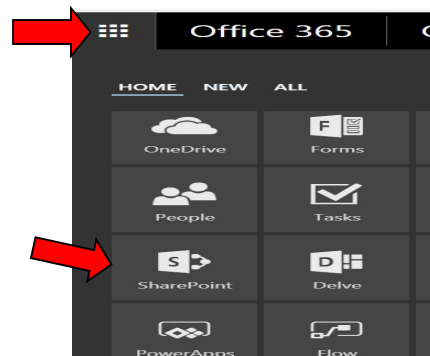 Office 365
HOME NEW ALL
OneDrive Forms
People Tasks
SharePoint Delve
PowerApps Flow